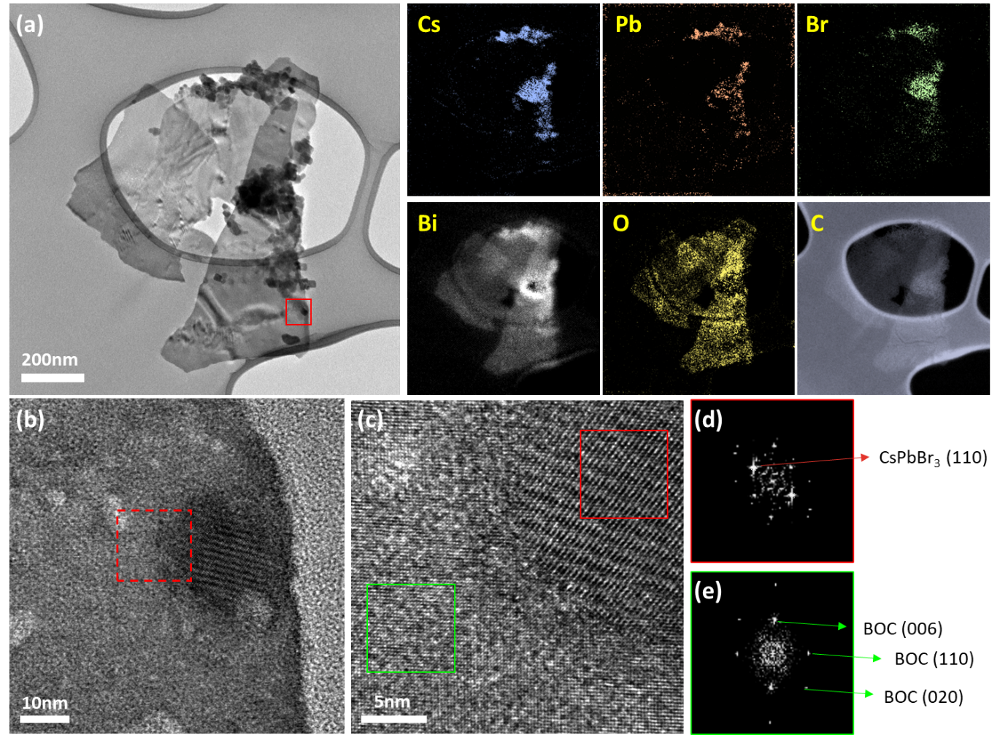 (a)
Cs
Pb
Br
Bi
O
C
200nm
(b)
10nm
(c)
5nm
(d)
CsPbBr₃ (110)
(e)
BOC (006)
BOC (110)
BOC (020)